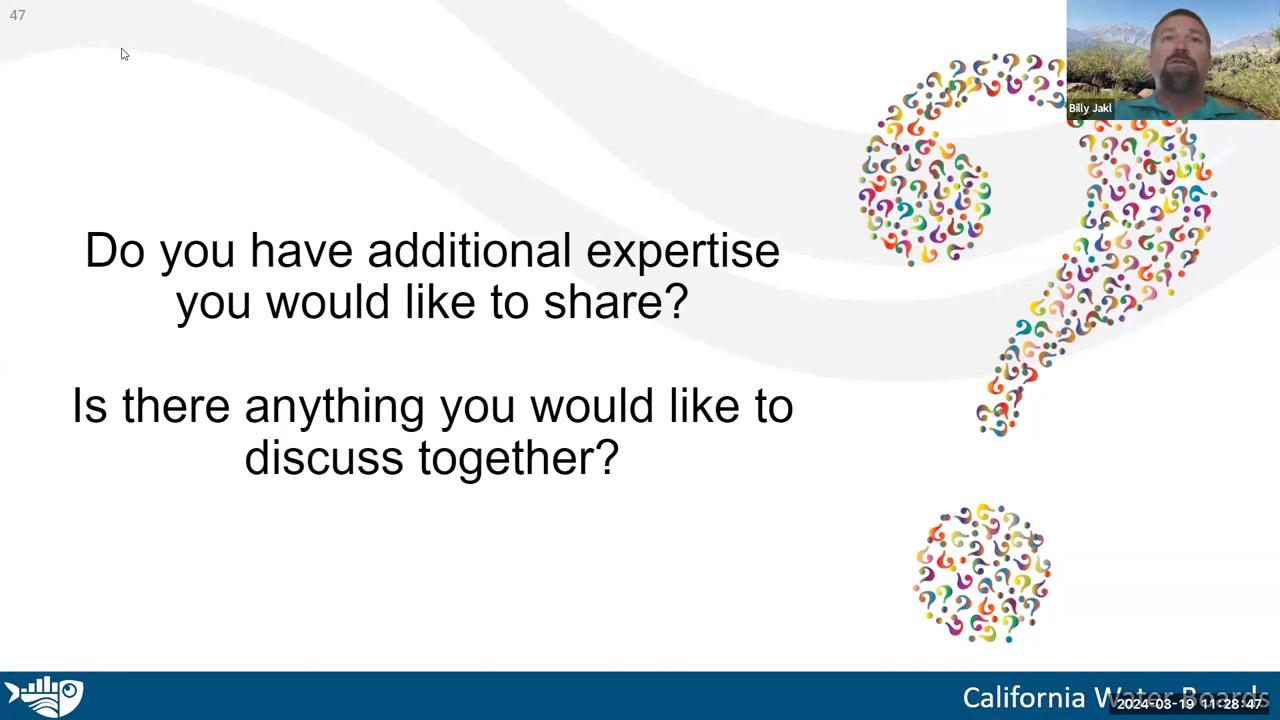 47
Billy Jakl
Do you have additional expertise
you would like to share?
Is there anything you would like to
discuss together?
California Water Boards
2024-03-19 11:28:47